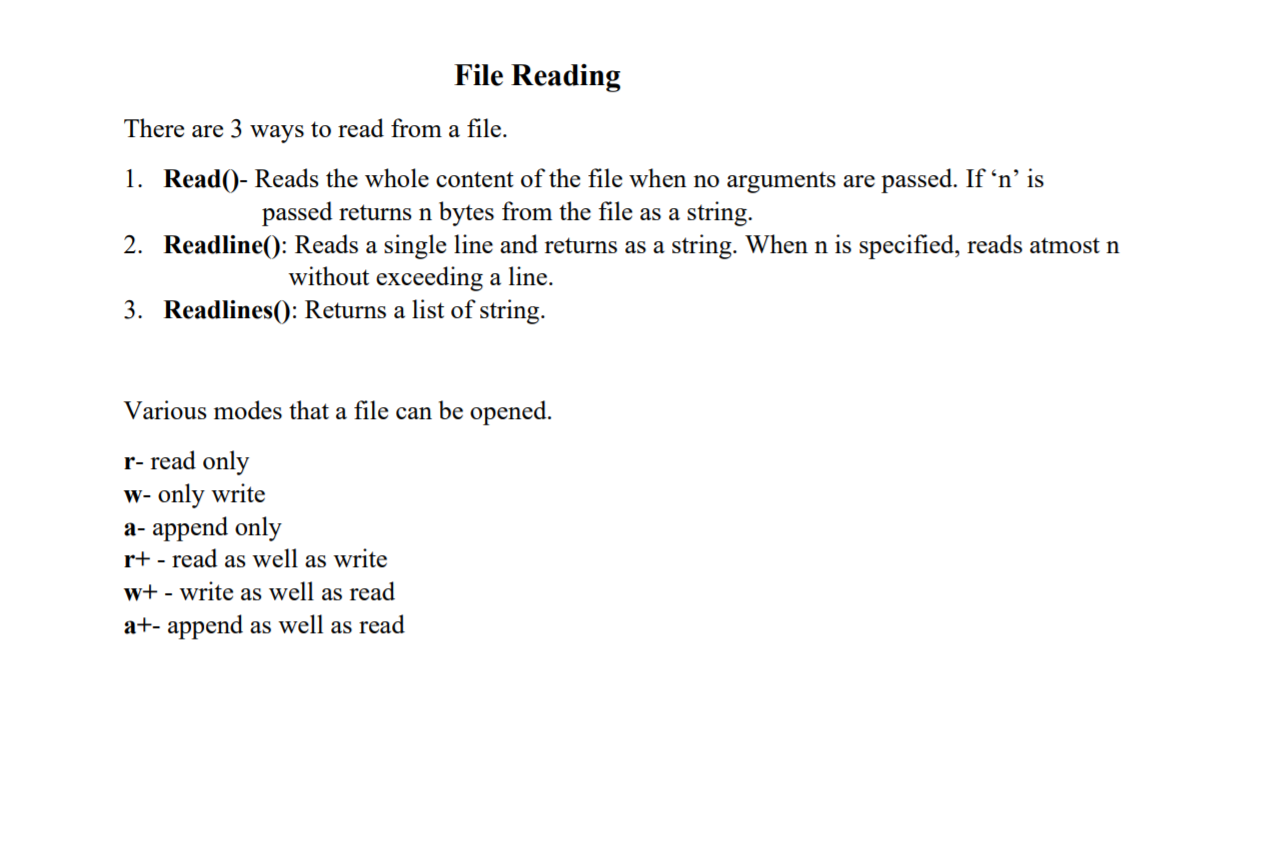 File Reading
There are 3 ways to read from a file.
1. Read()- Reads the whole content of the file when no arguments are passed. If ‘n’ is
passed returns n bytes from the file as a string.
2. Readline(): Reads a single line and returns as a string. When n is specified, reads atmost n
without exceeding a line.
3. Readlines(): Returns a list of string.
Various modes that a file can be opened.
r- read only
w- only write
a- append only
r+ - read as well as write
w+ - write as well as read
a+- append as well as read